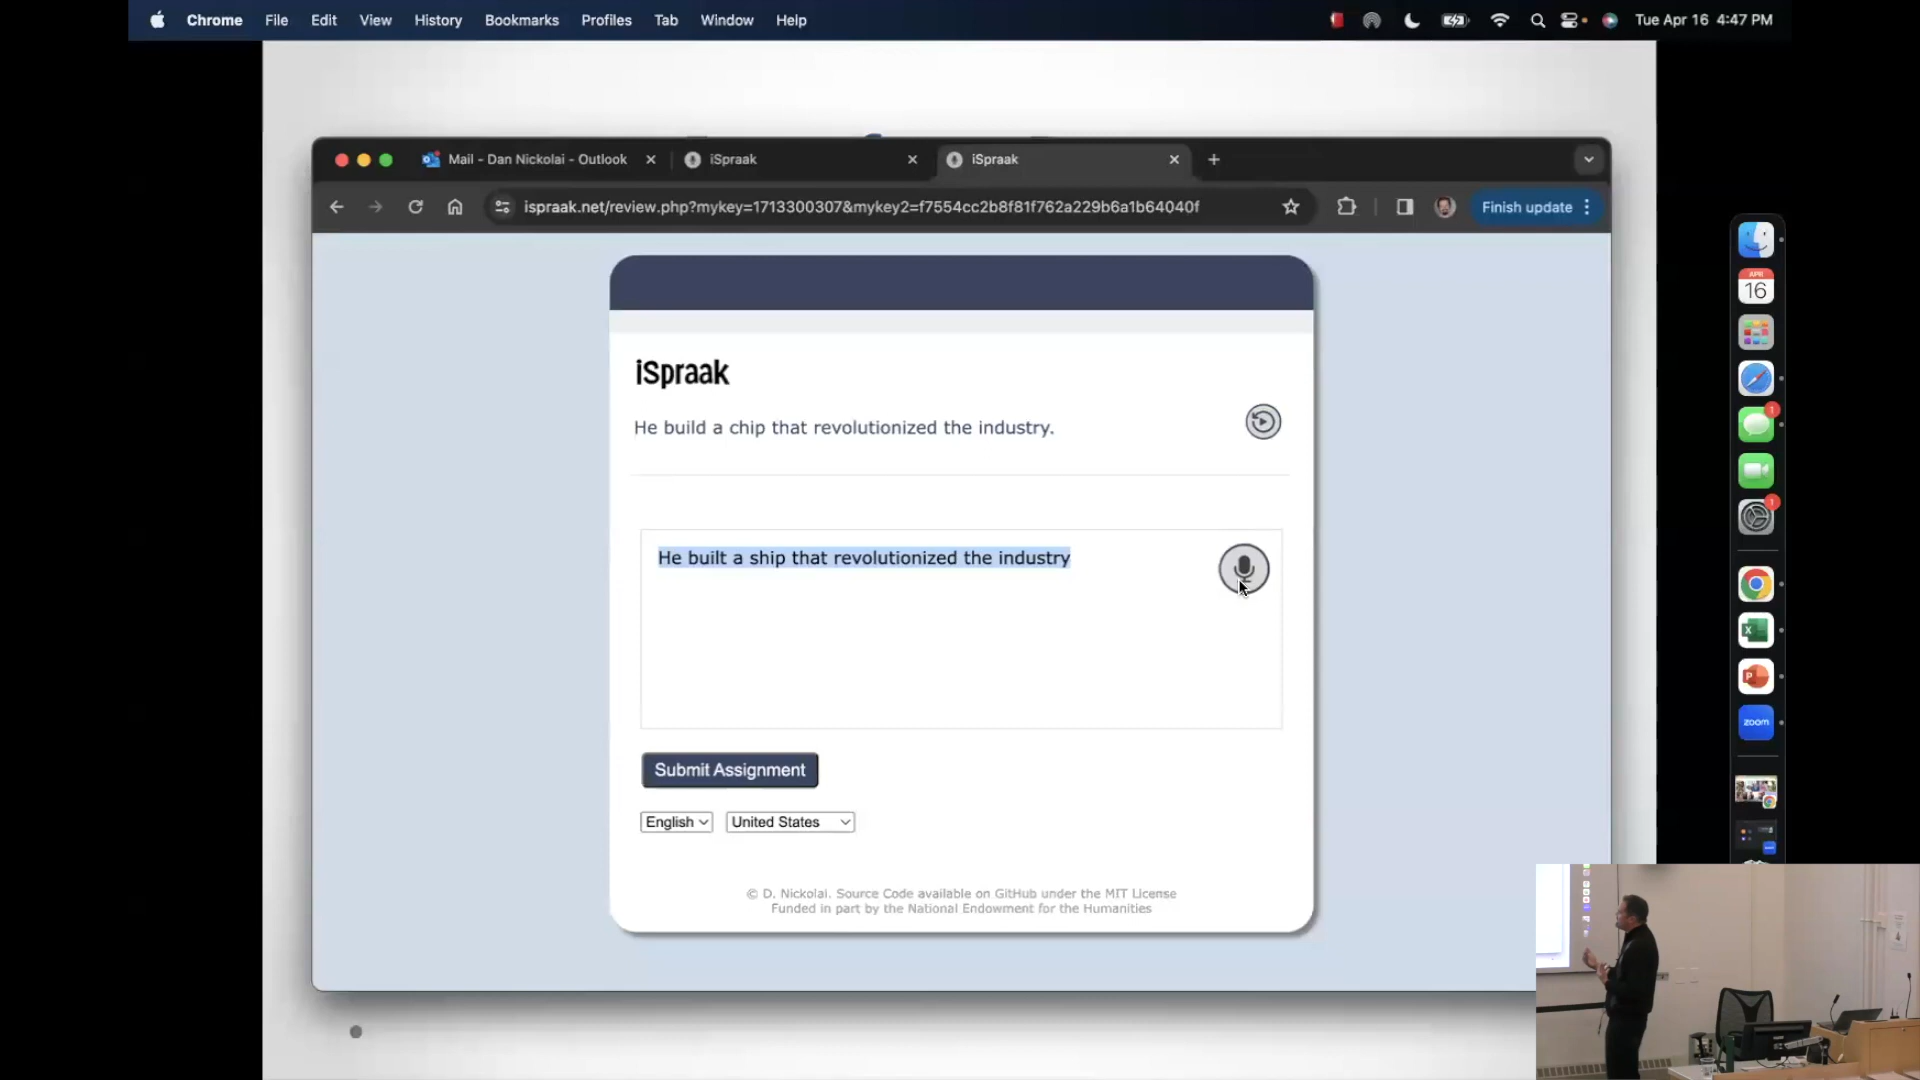 Chrome File Edit View History Bookmarks Profiles Tab Window Help Tue Apr 16 4:47 PM
Mail - Dan Nickolai - Outlook iSpraak iSpraak
ispraak.net/review.php?mykey=1713300307&mykey2=f7554cc2b8f81f762a229b6a1b64040f Finish update
iSpraak
He build a chip that revolutionized the industry.
He built a ship that revolutionized the industry
Submit Assignment
English United States
© D. Nickolai. Source Code available on GitHub under the MIT License
Funded in part by the National Endowment for the Humanities
APR
16
1
1
X
P
zoom